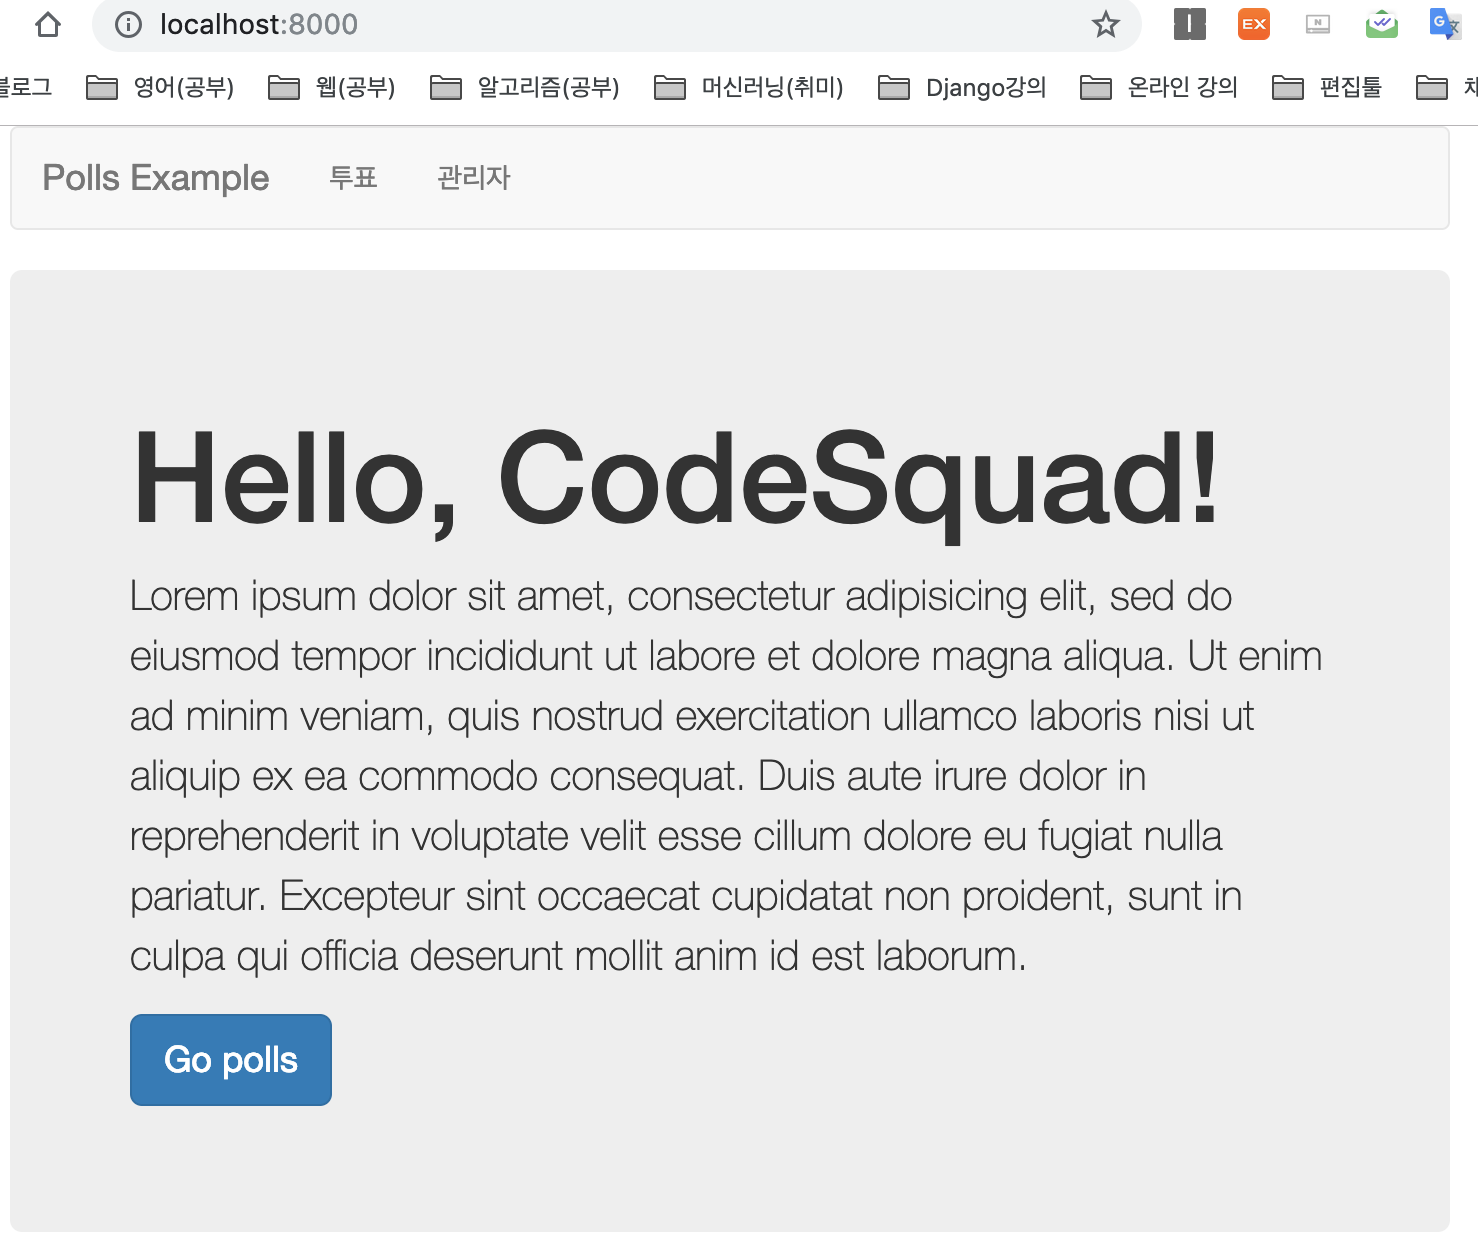 localhost:8000
블로그 영어(공부) 웹(공부) 알고리즘(공부) 머신러닝(취미) Django강의 온라인 강의 편집툴
Polls Example 투표 관리자
Hello, CodeSquad!
Lorem ipsum dolor sit amet, consectetur adipisicing elit, sed do
eiusmod tempor incididunt ut labore et dolore magna aliqua. Ut enim
ad minim veniam, quis nostrud exercitation ullamco laboris nisi ut
aliquip ex ea commodo consequat. Duis aute irure dolor in
reprehenderit in voluptate velit esse cillum dolore eu fugiat nulla
pariatur. Excepteur sint occaecat cupidatat non proident, sunt in
culpa qui officia deserunt mollit anim id est laborum.
Go polls